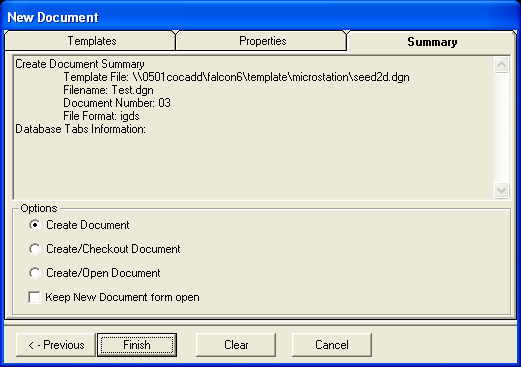 New Document
Templates Properties Summary
Create Document Summary
Template File: \\0501cocadd\falcon6\template\microstation\seed2d.dgn
Filename: Test.dgn
Document Number: 03
File Format: igds
Database Tabs Information:
Options
Create Document
Create/Checkout Document
Create/Open Document
Keep New Document form open
<- Previous Finish Clear Cancel